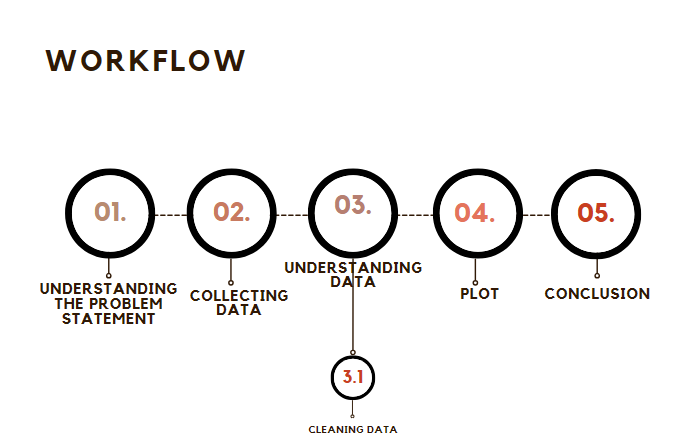 WORKFLOW
01.
02.
03.
04.
05.
UNDERSTANDING
THE PROBLEM
STATEMENT
COLLECTING
DATA
UNDERSTANDING
DATA
PLOT
CONCLUSION
3.1
CLEANING DATA